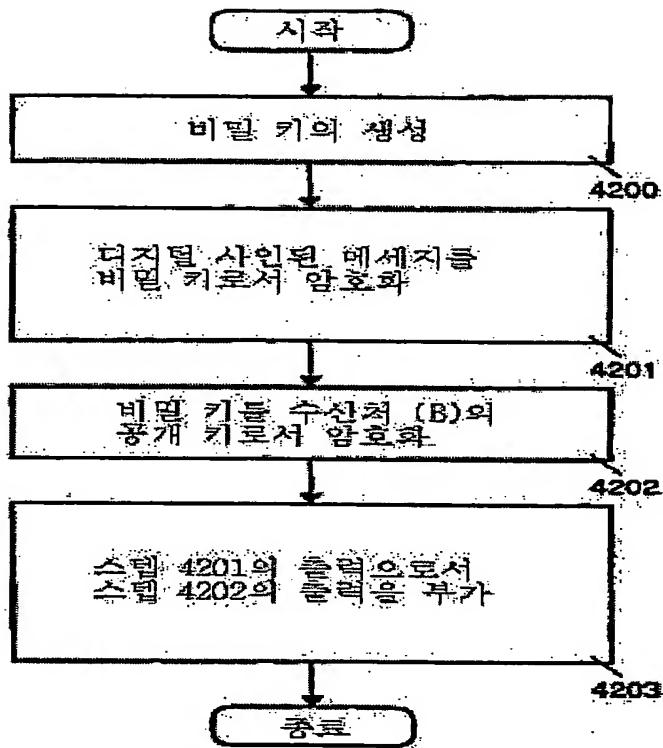 시작
비밀 키의 생성
4200
디지털 사인된 메세지를
비밀 키로서 암호화
4201
비밀 키를 수신처 (B)의
공개 키로서 암호화
4202
스텝 4201의 출력으로서
스텝 4202의 출력을 부가
4203
종료